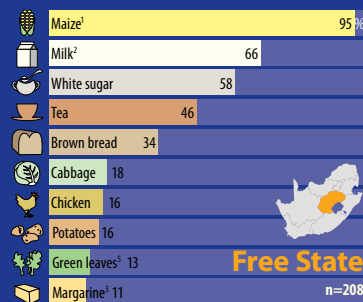 Maize¹ 95%
Milk² 66
White sugar 58
Tea 46
Brown bread 34
Cabbage 18
Chicken 16
Potatoes 16
Green leaves⁵ 13
Margarine³ 11
Free State
n=208